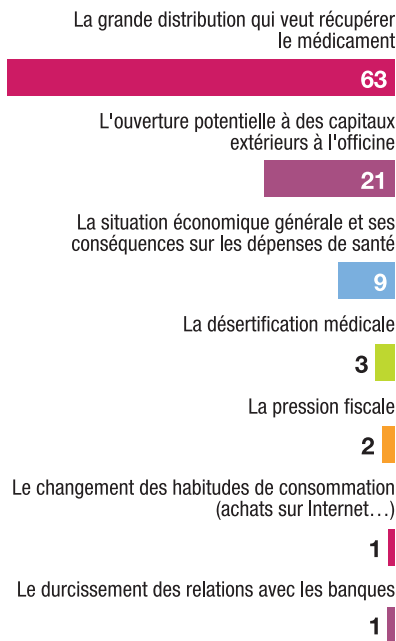 La grande distribution qui veut récupérer
le médicament
63
L'ouverture potentielle à des capitaux
extérieurs à l'officine
21
La situation économique générale et ses
conséquences sur les dépenses de santé
9
La désertification médicale
3
La pression fiscale
2
Le changement des habitudes de consommation
(achats sur Internet…)
1
Le durcissement des relations avec les banques
1